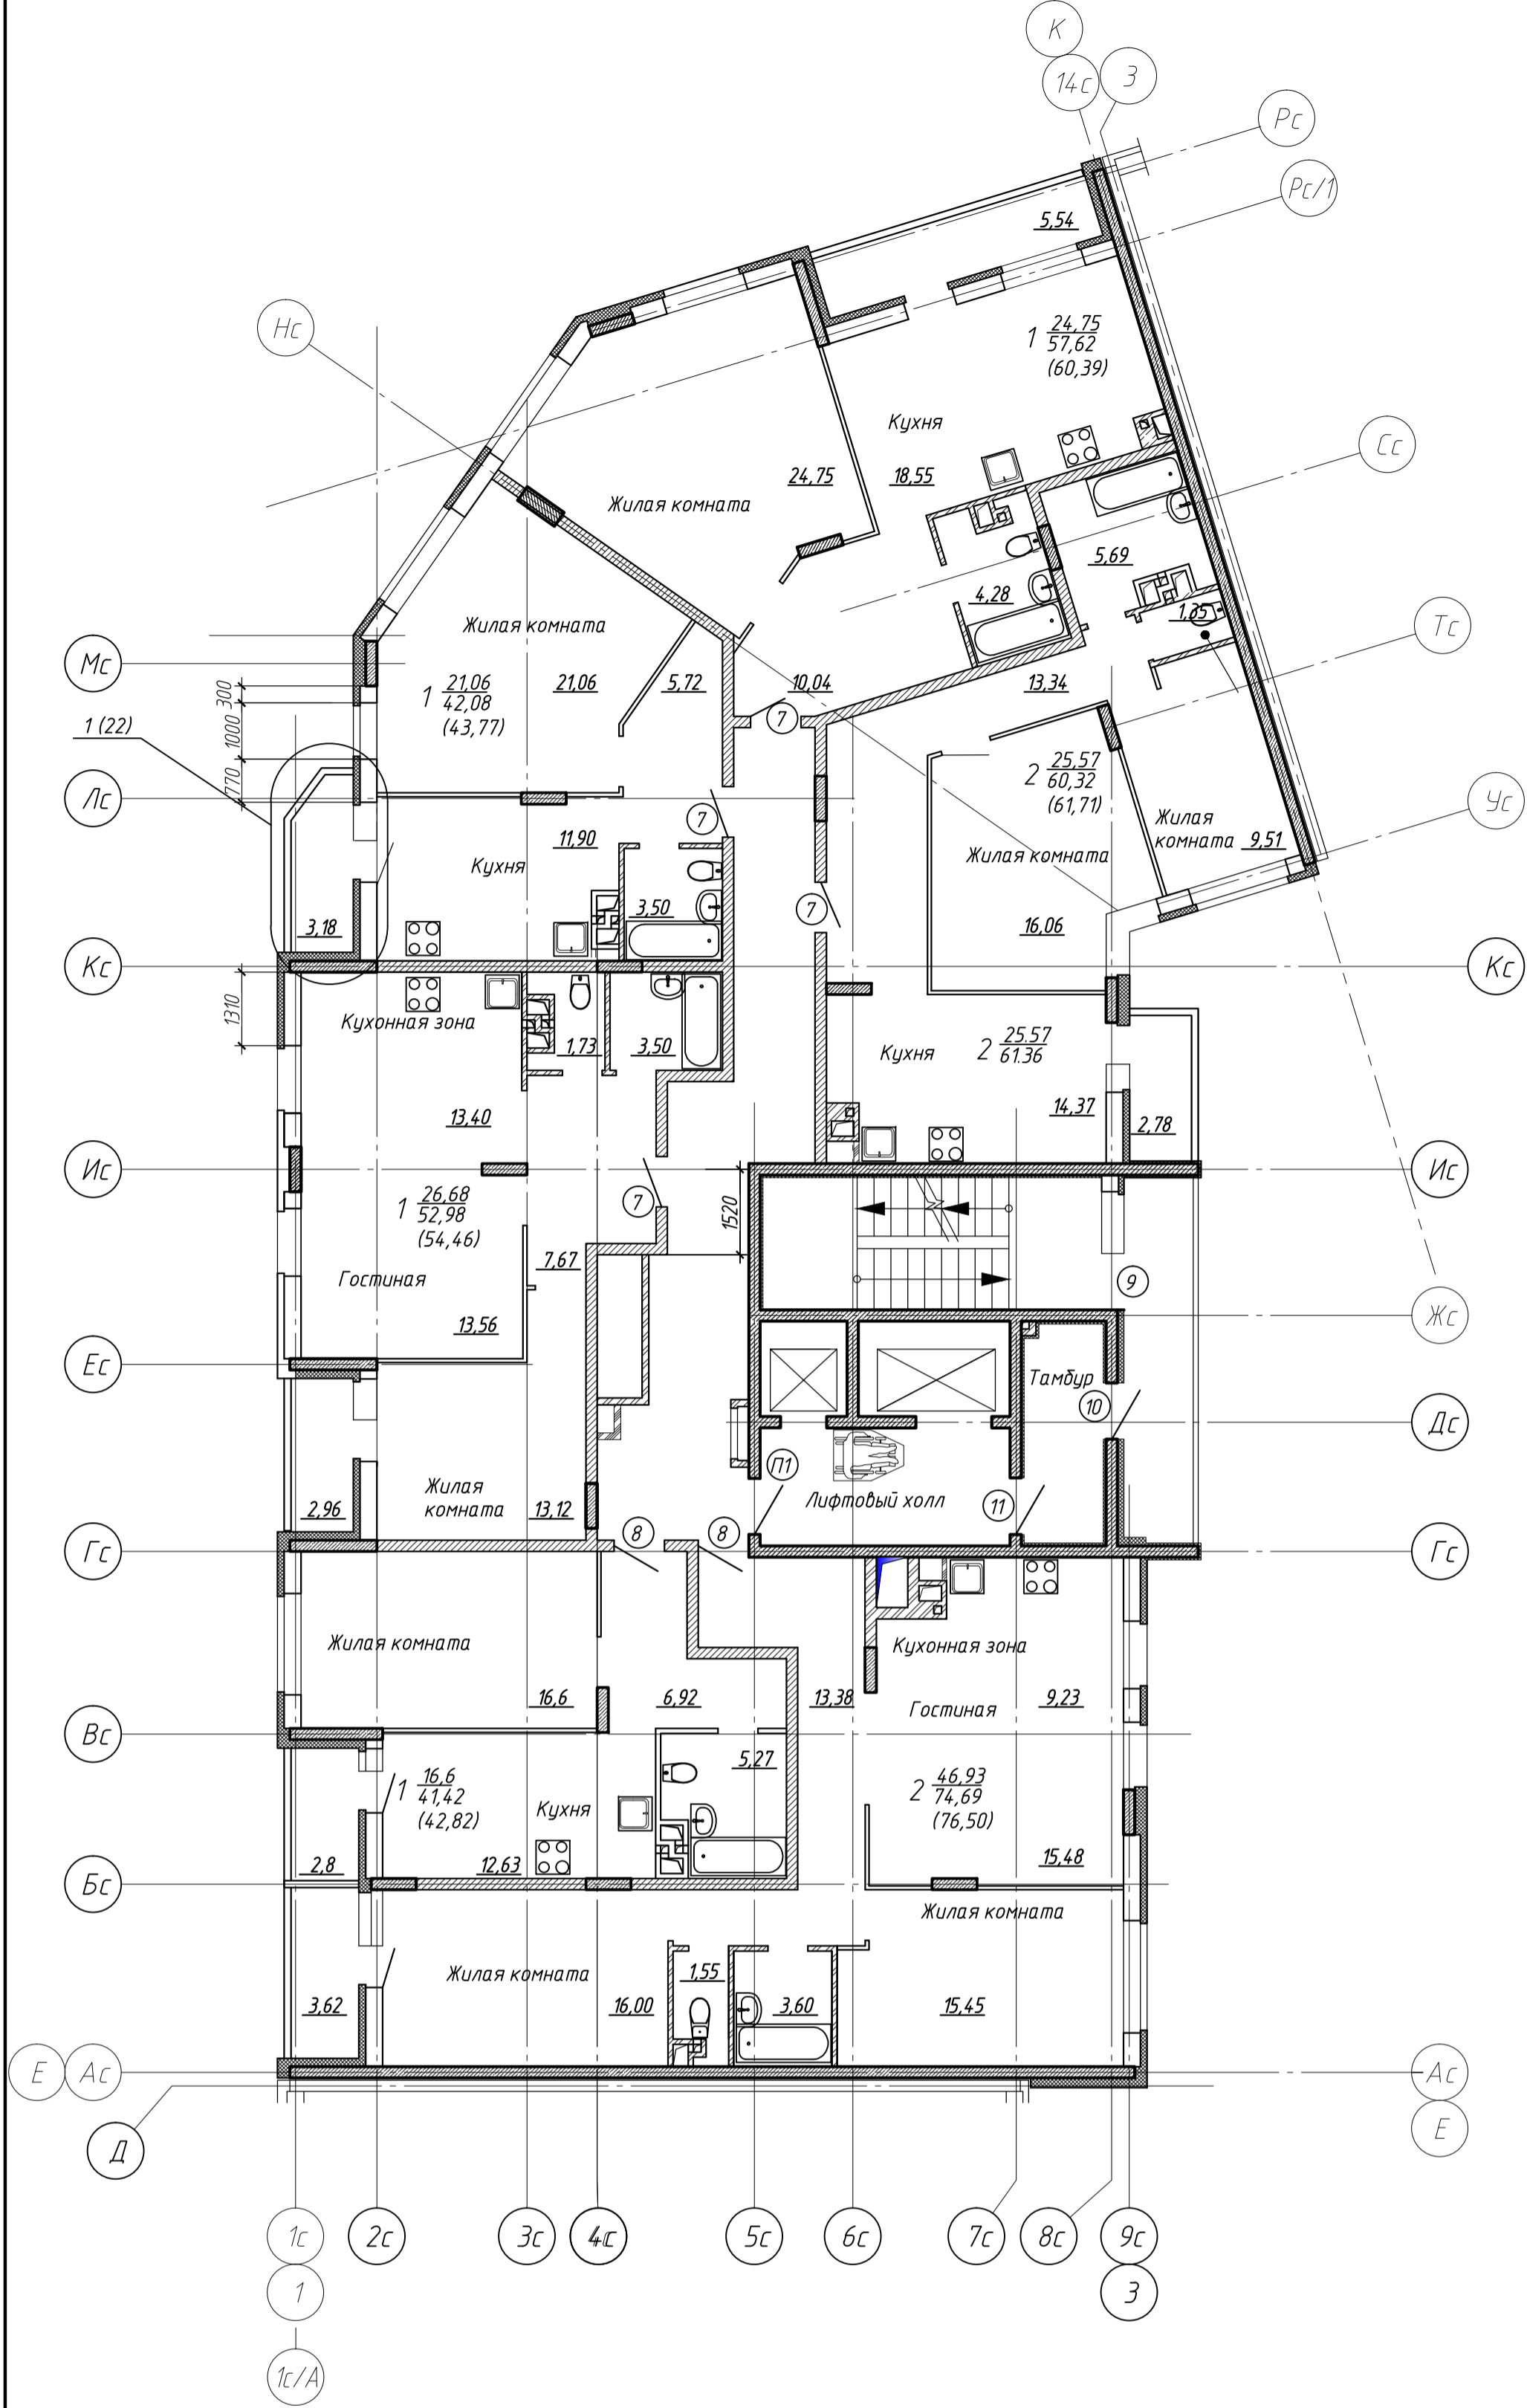 К
14с
3
Рс
Рс/1
5,54
Нс
1 24,75
57,62
(60,39)
Кухня
Сс
24,75
18,55
Жилая комната
5,69
4,28
1,35
Жилая комната
Тс
Мс
1 21,06
42,08
(43,77)
21,06
5,72
10,04
13,34
300
1000
770
1 (22)
7
2 25,57
60,32
(61,71)
Лс
7
Ус
11,90
Жилая
комната
9,51
Кухня
Жилая комната
3,50
7
3,18
16,06
Кс
Кс
1310
Кухонная зона
1,73
3,50
Кухня
2 25.57
61.36
13,40
14,37
2,78
Ис
Ис
1 26,68
52,98
(54,46)
7
1520
7,67
Гостиная
9
13,56
Жс
Ес
Тамбур
10
Дс
П1
Жилая
комната
2,96
13,12
Лифтовый холл
11
8
8
Гс
Гс
Жилая комната
Кухонная зона
16,6
6,92
13,38
Гостиная
9,23
Вс
5,27
1 16,6
41,42
(42,82)
Кухня
2 46,93
74,69
(76,50)
2,8
12,63
15,48
Бс
Жилая комната
Жилая комната
1,55
3,62
16,00
3,60
15,45
Е
Ас
Ас
Е
Д
1с
2с
3с
4с
5с
6с
7с
8с
9с
1
3
1с/А